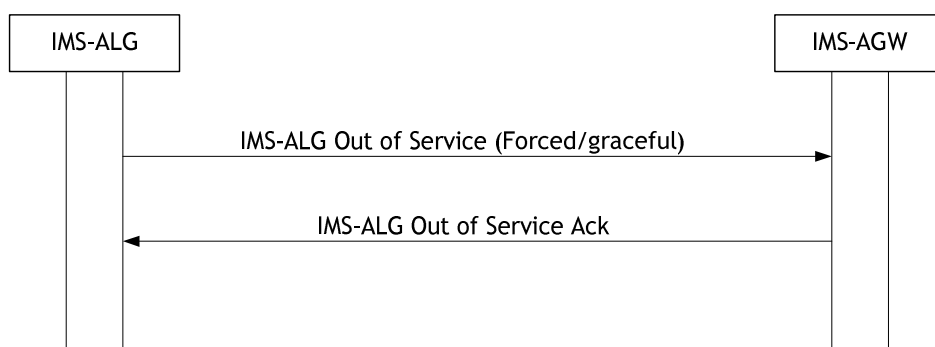 IMS-ALG
IMS-AGW
IMS-ALG Out of Service (Forced/graceful)
IMS-ALG Out of Service Ack